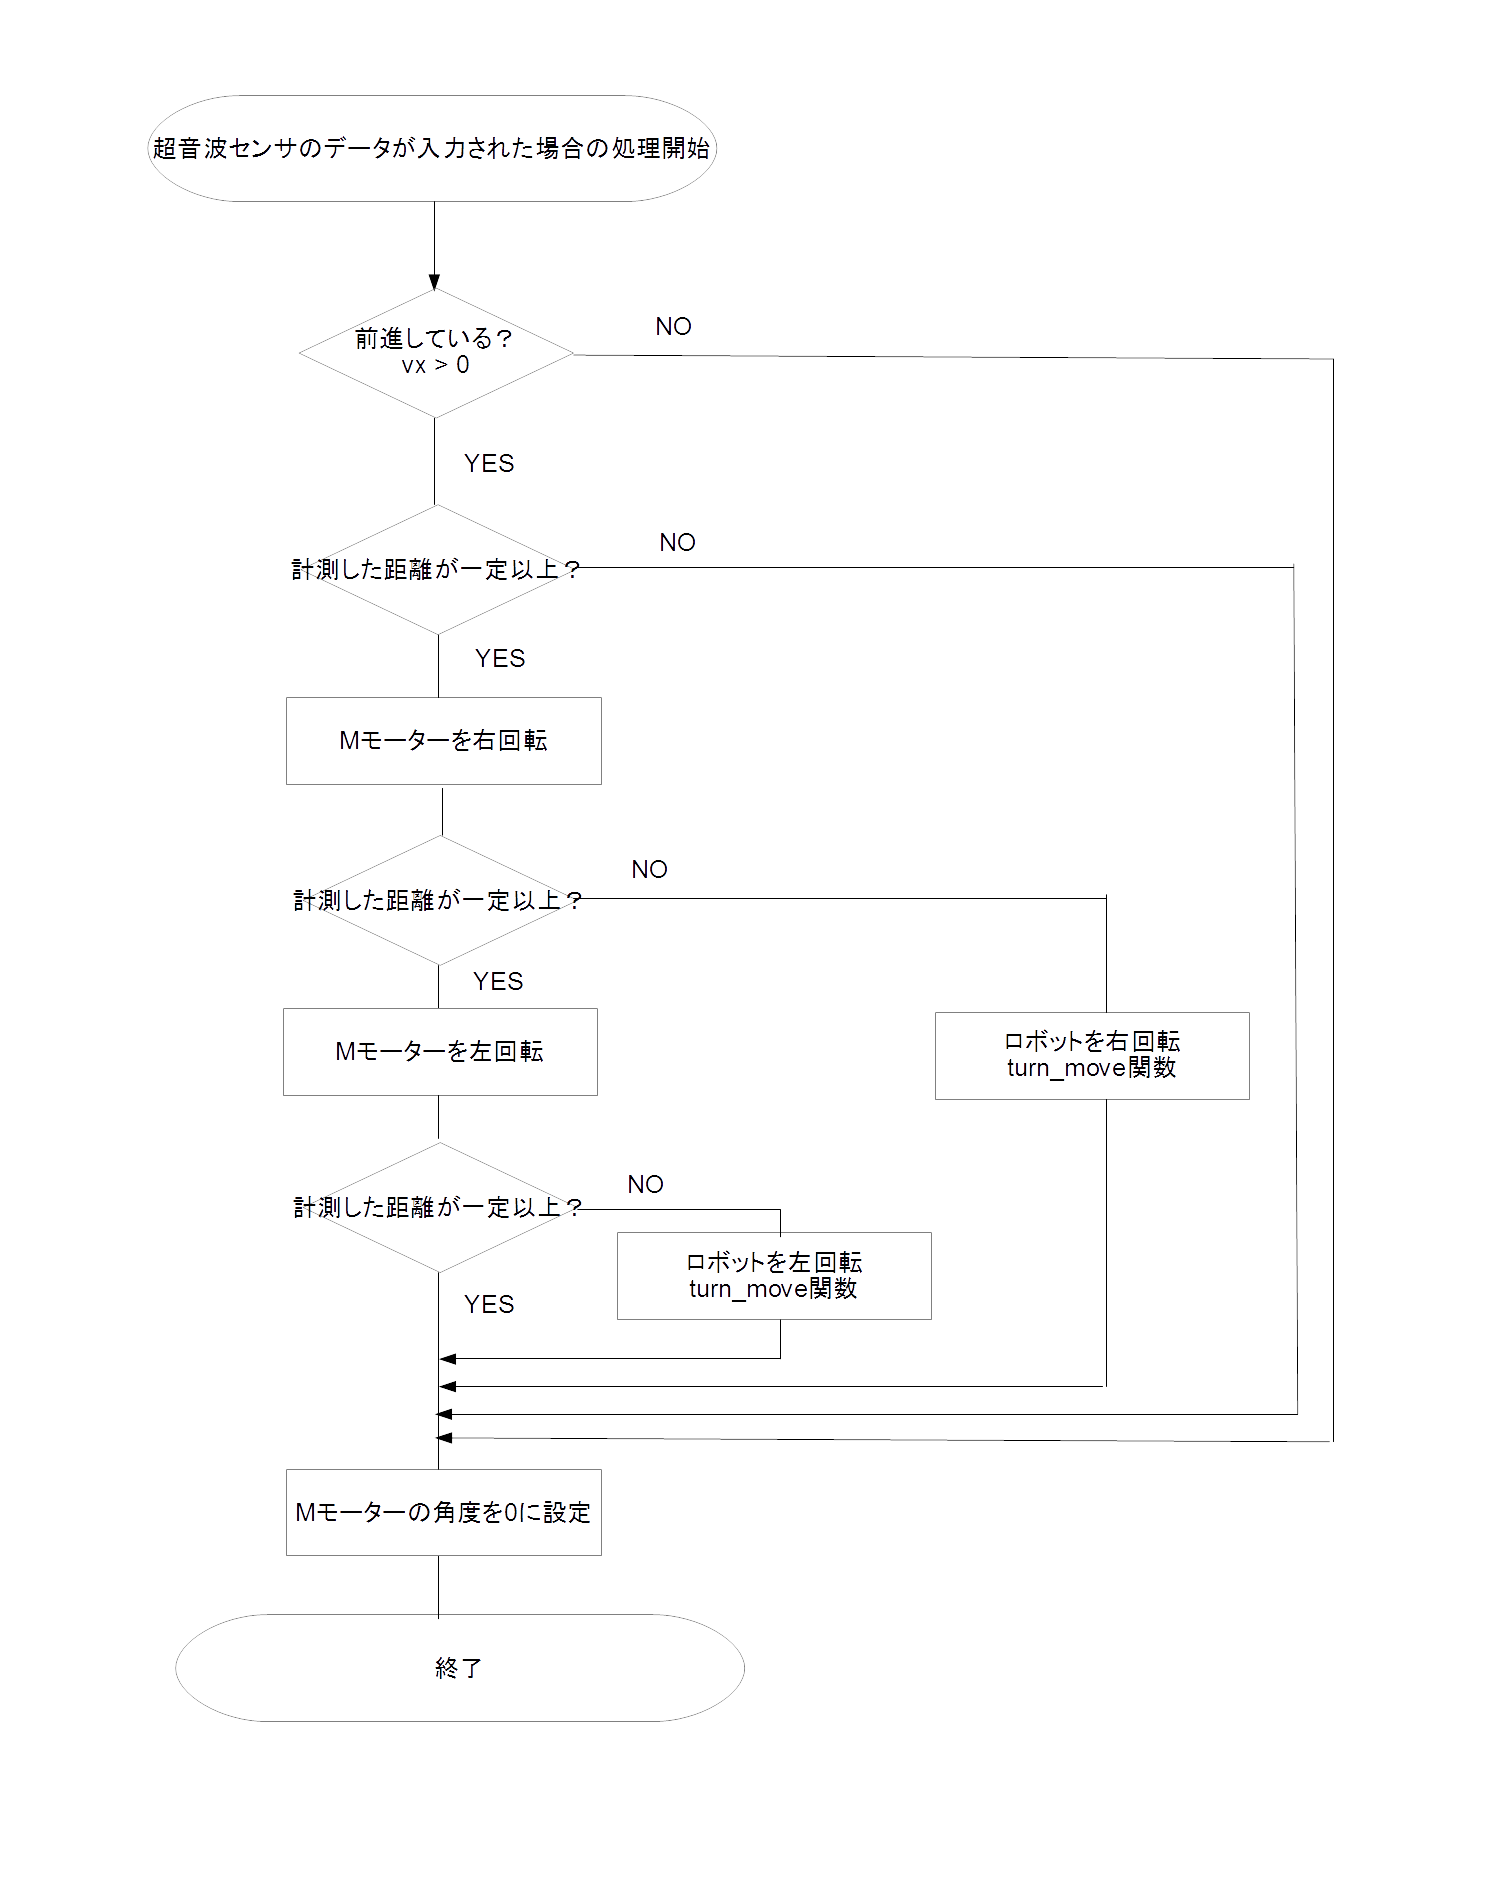 超音波センサのデータが入力された場合の処理開始
前進している？
vx > 0
NO
YES
計測した距離が一定以上？
NO
YES
Mモーターを右回転
計測した距離が一定以上？
NO
YES
Mモーターを左回転
ロボットを右回転
turn_move関数
計測した距離が一定以上？
NO
ロボットを左回転
turn_move関数
YES
Mモーターの角度を0に設定
終了